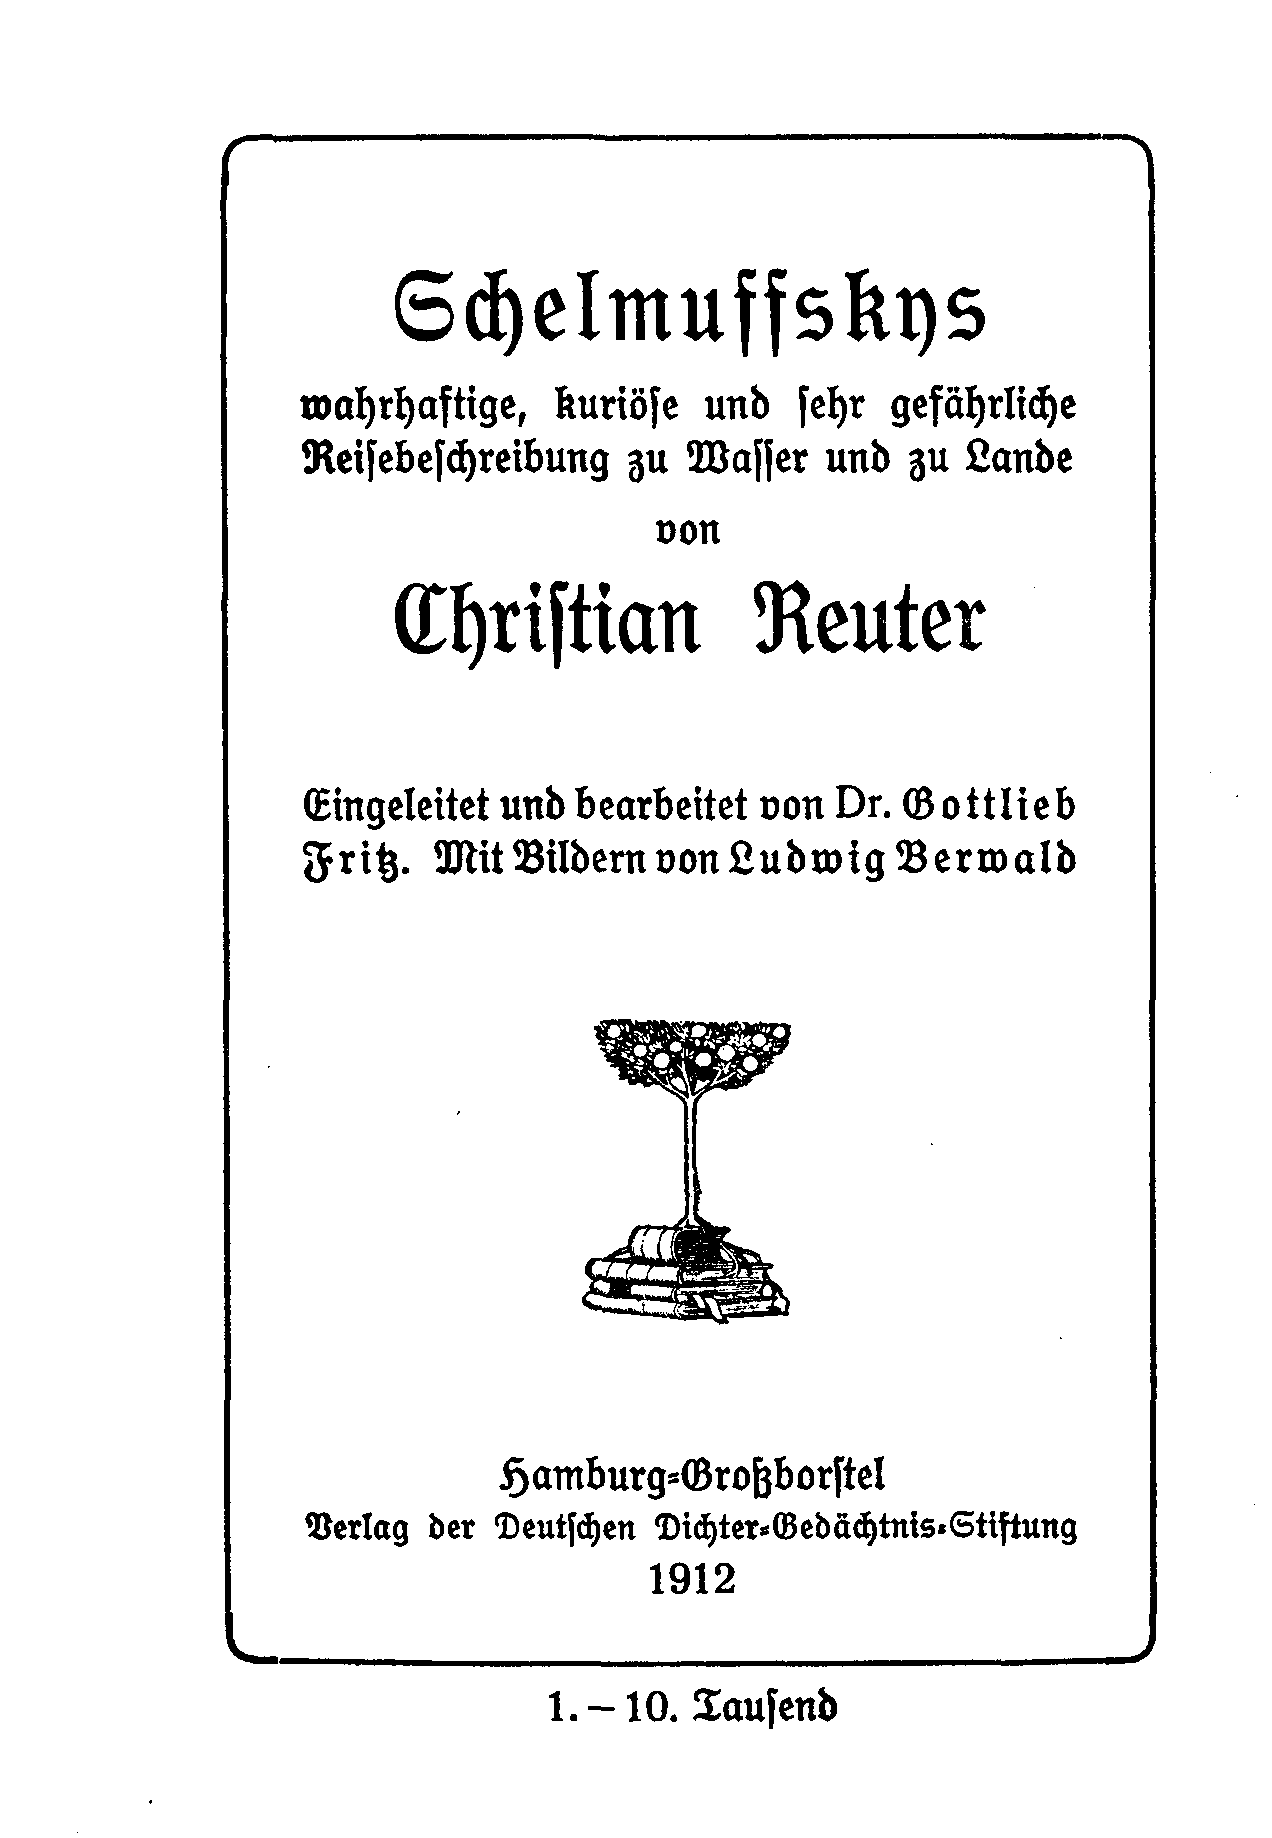 Schelmuffskys
wahrhaftige, kuriöſe und ſehr gefährliche
Reiſebeſchreibung zu Waſſer und zu Lande
von
Chriſtian Reuter
Eingeleitet und bearbeitet von Dr. Gottlieb
Fritz. Mit Bildern von Ludwig Berwald
Hamburg-Großborſtel
Verlag der Deutſchen Dichter-Gedächtnis-Stiftung
1912
1. – 10. Tauſend